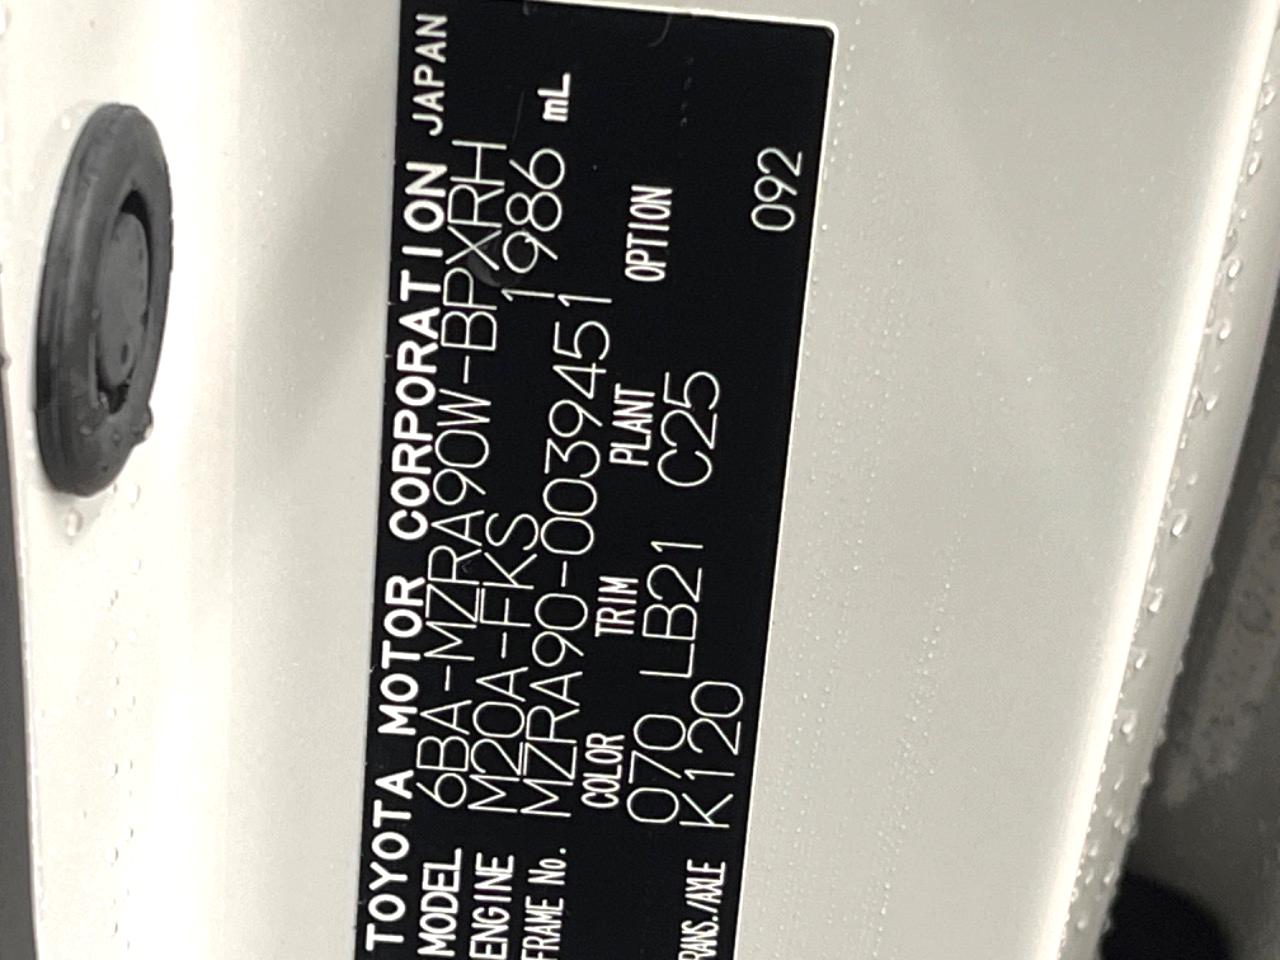 TOYOTA MOTOR CORPORATION JAPAN
MODEL 6BA-MZRA90W-BPXRH
ENGINE M20A-FKS 1986 mL
FRAME No. MZRA90-0039451
COLOR TRIM PLANT OPTION
070 LB21 C25
RANS./AXLE K120 092